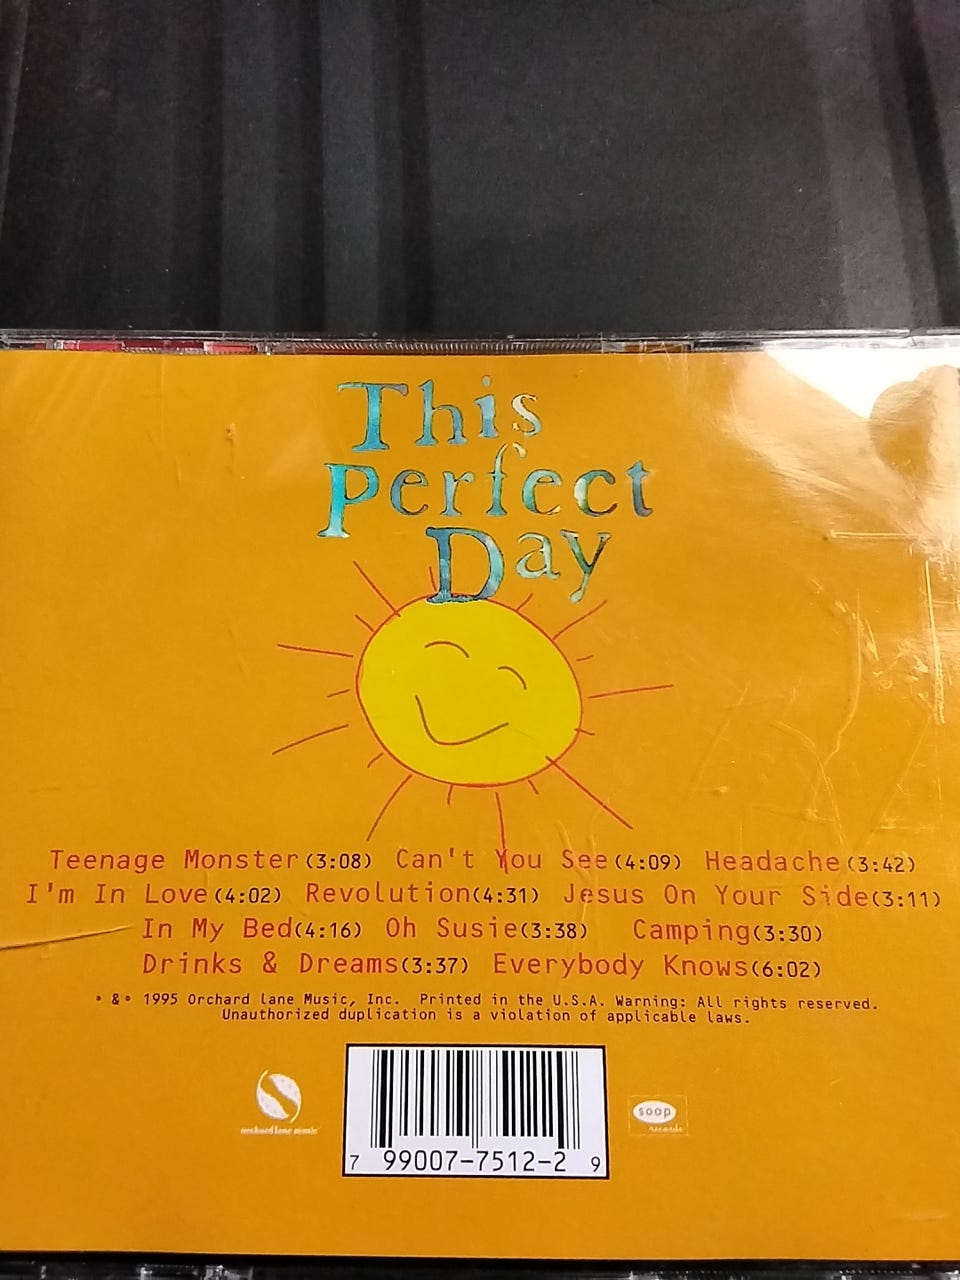 This
Perfect
Day
Teenage Monster(3:08) Can't You See(4:09) Headache(3:42)
I'm In Love(4:02) Revolution(4:31) Jesus On Your Side(3:11)
In My Bed(4:16) Oh Susie(3:38) Camping(3:30)
Drinks & Dreams(3:37) Everybody Knows(6:02)
& 1995 Orchard Lane Music, Inc. Printed in the U.S.A. Warning: All rights reserved.
Unauthorized duplication is a violation of applicable laws.
orchard lane music
soap
records
7 99007-7512-2 9